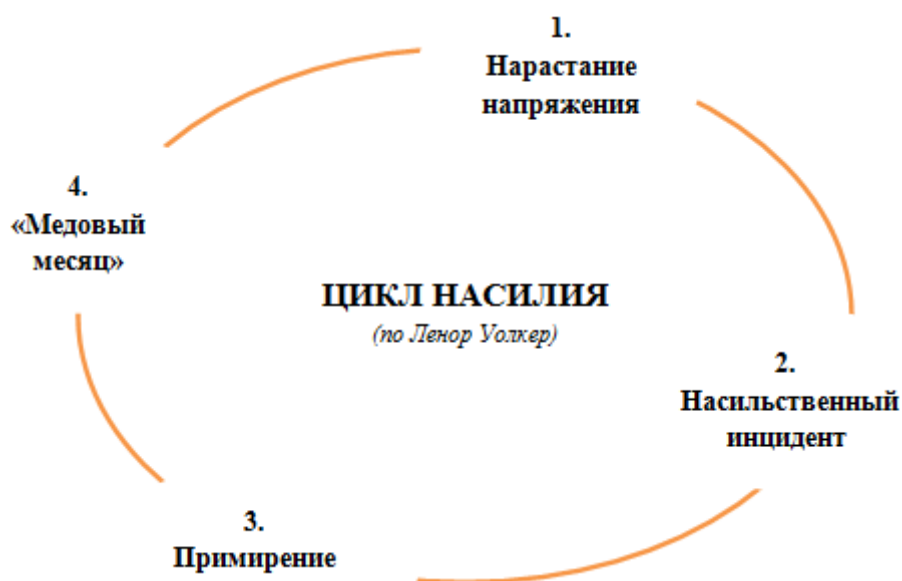 1.
Нарастание
напряжения
4.
«Медовый
месяц»
ЦИКЛ НАСИЛИЯ
(по Ленор Уолкер)
2.
Насильственный
инцидент
3.
Примирение